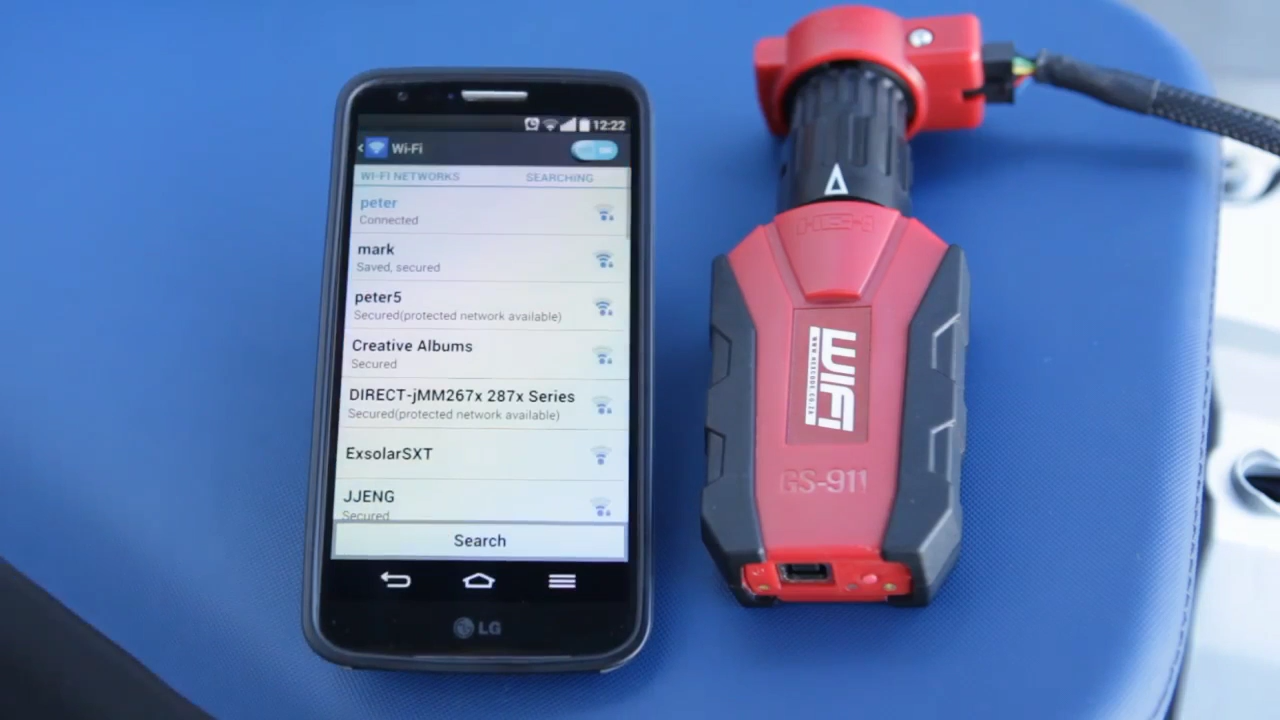 12:22
Wi-Fi
WI-FI NETWORKS SEARCHING
peter
Connected
mark
Saved, secured
peter5
Secured(protected network available)
Creative Albums
Secured
DIRECT-jMM267x 287x Series
Secured(protected network available)
ExsolarSXT
JJENG
Secured
Search
LG
WiFi
GS-911